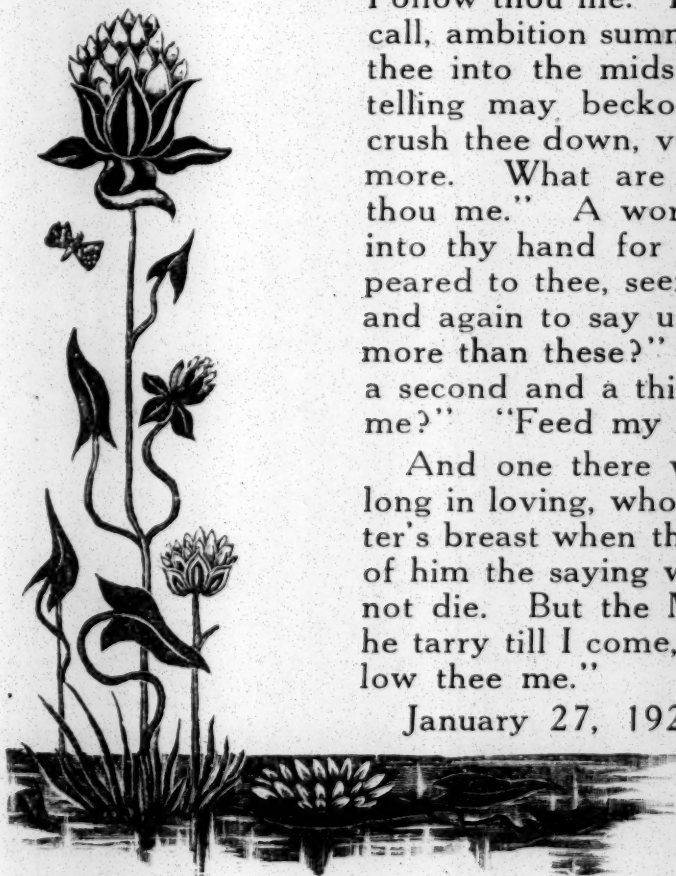 Follow thou me.
call, ambition summ
thee into the mids
telling may becko
crush thee down, v
more. What are
thou me." A wor
into thy hand for
peared to thee, see
and again to say u
more than these?"
a second and a thi
me?" "Feed my
And one there w
long in loving, who
ter's breast when th
of him the saying w
not die. But the M
he tarry till I come,
low thee me."
January 27, 192